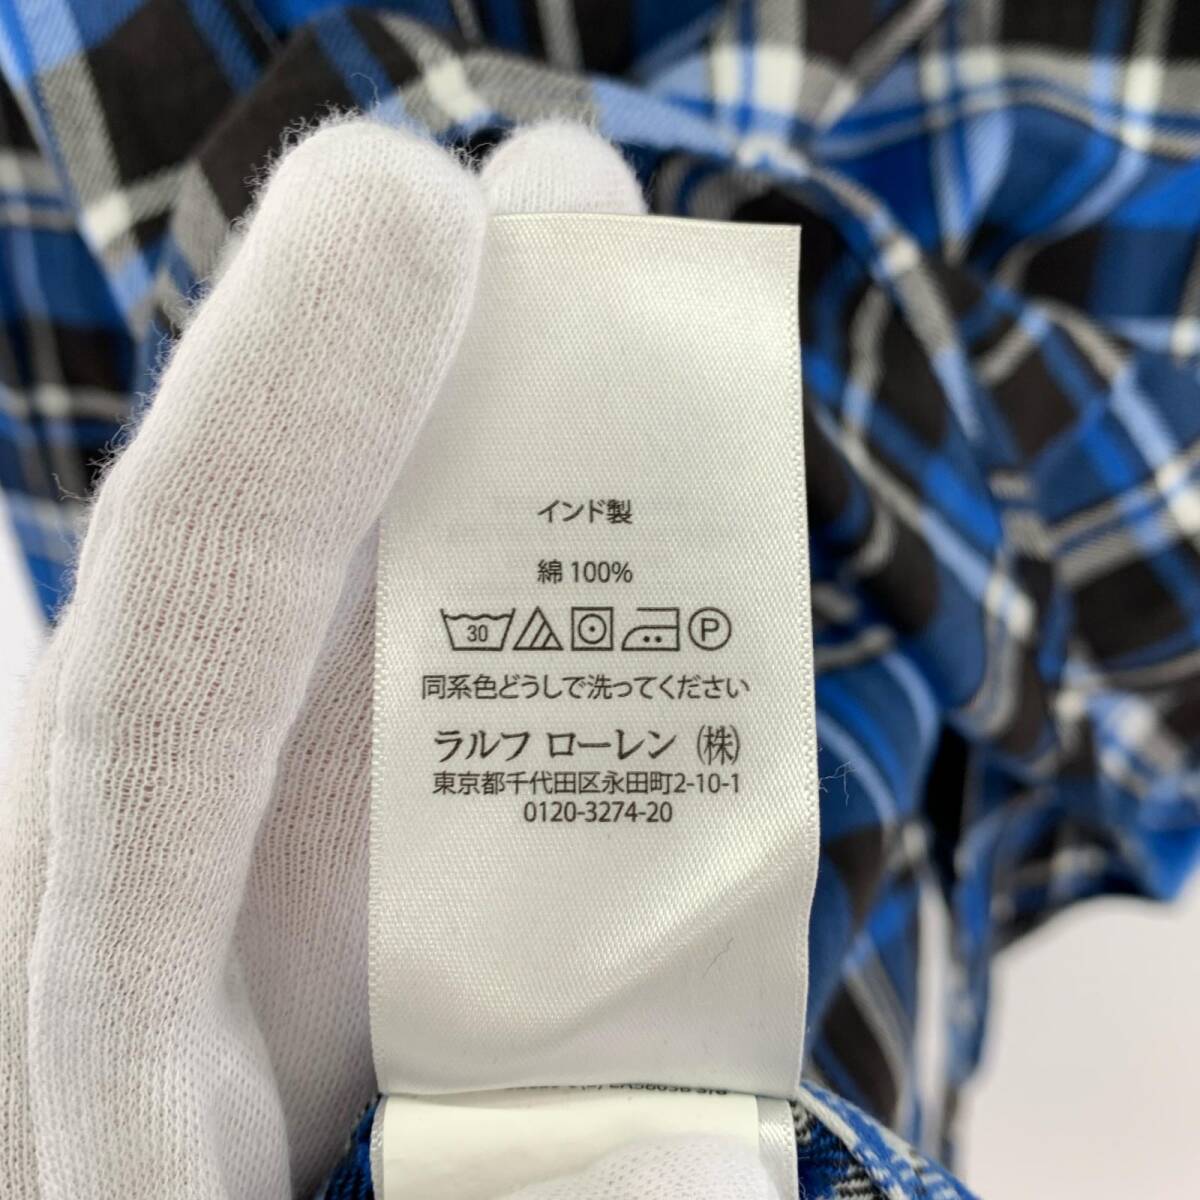 インド製
綿 100%
30 P
同系色どうしで洗ってください
ラルフ ローレン (株)
東京都千代田区永田町2-10-1
0120-3274-20